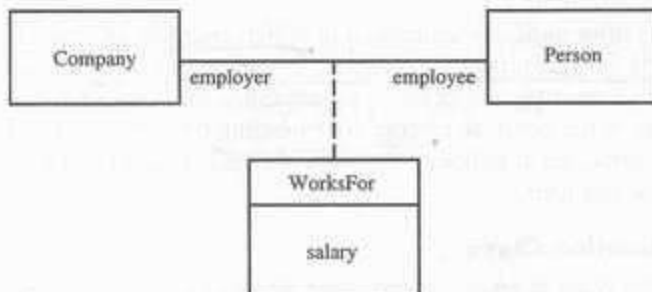 Company
Person
employer
employee
WorksFor
salary